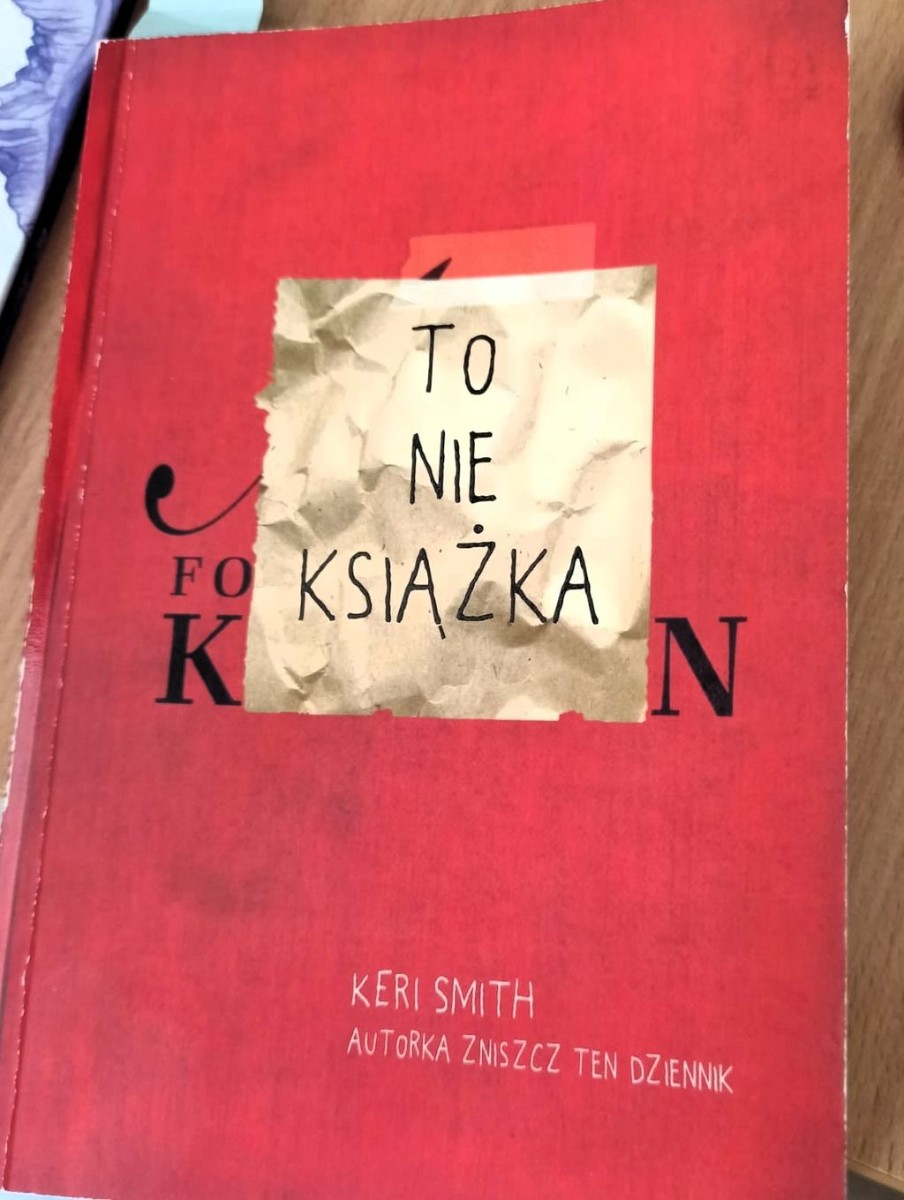 TO
NIE
KSIĄŻKA
FO
K N
KERI SMITH
AUTORKA ZNISZCZ TEN DZIENNIK